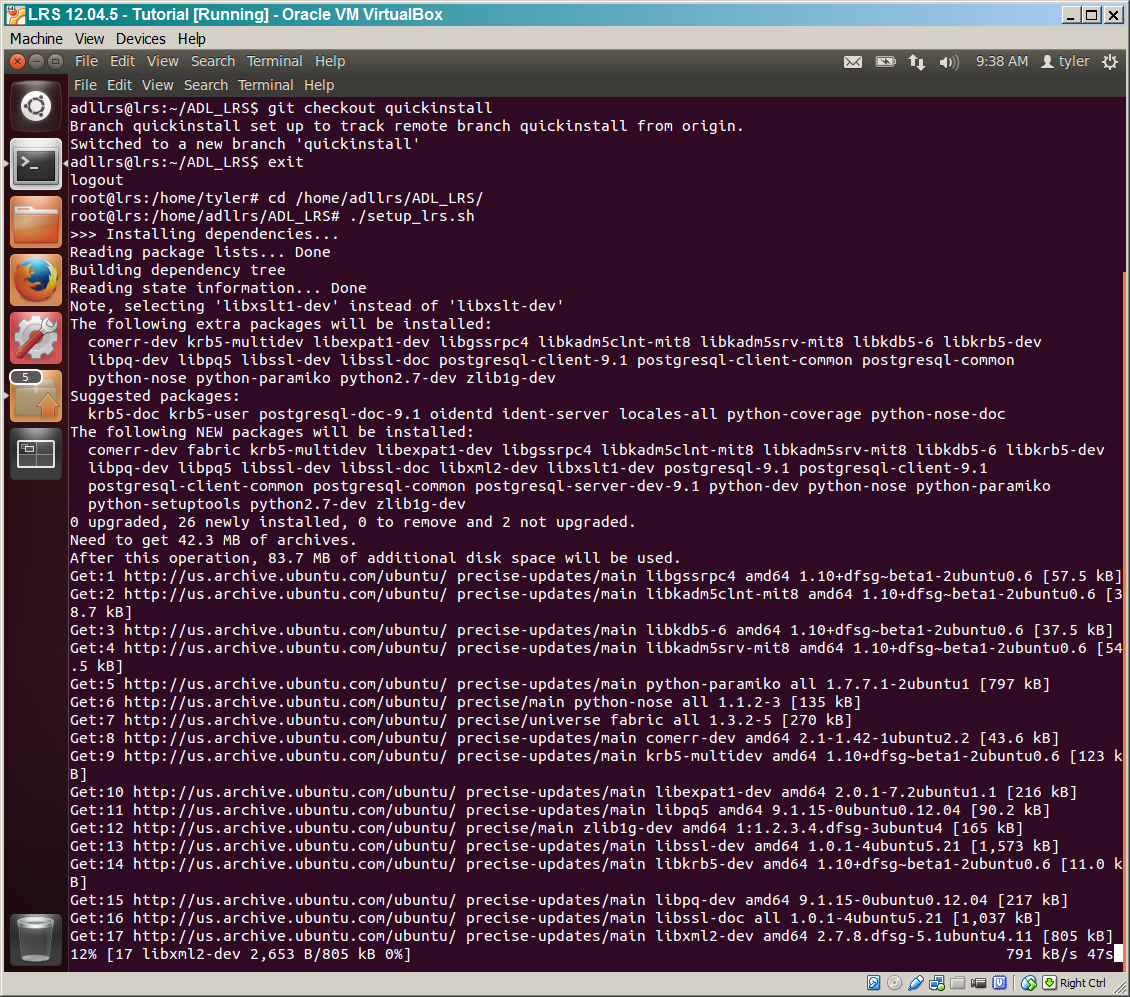 LRS 12.04.5 - Tutorial [Running] - Oracle VM VirtualBox
Machine View Devices Help
File Edit View Search Terminal Help 9:38 AM tyler
File Edit View Search Terminal Help
adllrs@lrs:~/ADL_LRS$ git checkout quickinstall
Branch quickinstall set up to track remote branch quickinstall from origin.
Switched to a new branch 'quickinstall'
adllrs@lrs:~/ADL_LRS$ exit
logout
root@lrs:/home/tyler# cd /home/adllrs/ADL_LRS/
root@lrs:/home/adllrs/ADL_LRS# ./setup_lrs.sh
>>> Installing dependencies...
Reading package lists... Done
Building dependency tree
Reading state information... Done
Note, selecting 'libxslt1-dev' instead of 'libxslt-dev'
The following extra packages will be installed:
comerr-dev krb5-multidev libexpat1-dev libgssrpc4 libkadm5clnt-mit8 libkadm5srv-mit8 libkdb5-6 libkrb5-dev
libpq-dev libpq5 libssl-dev libssl-doc postgresql-client-9.1 postgresql-client-common postgresql-common
python-nose python-paramiko python2.7-dev zlib1g-dev
Suggested packages:
krb5-doc krb5-user postgresql-doc-9.1 oidentd ident-server locales-all python-coverage python-nose-doc
The following NEW packages will be installed:
comerr-dev fabric krb5-multidev libexpat1-dev libgssrpc4 libkadm5clnt-mit8 libkadm5srv-mit8 libkdb5-6 libkrb5-dev
libpq-dev libpq5 libssl-dev libssl-doc libxml2-dev libxslt1-dev postgresql-9.1 postgresql-client-9.1
postgresql-client-common postgresql-common postgresql-server-dev-9.1 python-dev python-nose python-paramiko
python-setuptools python2.7-dev zlib1g-dev
0 upgraded, 26 newly installed, 0 to remove and 2 not upgraded.
Need to get 42.3 MB of archives.
After this operation, 83.7 MB of additional disk space will be used.
Get:1 http://us.archive.ubuntu.com/ubuntu/ precise-updates/main libgssrpc4 amd64 1.10+dfsg~beta1-2ubuntu0.6 [57.5 kB]
Get:2 http://us.archive.ubuntu.com/ubuntu/ precise-updates/main libkadm5clnt-mit8 amd64 1.10+dfsg~beta1-2ubuntu0.6 [3
8.7 kB]
Get:3 http://us.archive.ubuntu.com/ubuntu/ precise-updates/main libkdb5-6 amd64 1.10+dfsg~beta1-2ubuntu0.6 [37.5 kB]
Get:4 http://us.archive.ubuntu.com/ubuntu/ precise-updates/main libkadm5srv-mit8 amd64 1.10+dfsg~beta1-2ubuntu0.6 [54
.5 kB]
Get:5 http://us.archive.ubuntu.com/ubuntu/ precise-updates/main python-paramiko all 1.7.7.1-2ubuntu1 [797 kB]
Get:6 http://us.archive.ubuntu.com/ubuntu/ precise/main python-nose all 1.1.2-3 [135 kB]
Get:7 http://us.archive.ubuntu.com/ubuntu/ precise/universe fabric all 1.3.2-5 [270 kB]
Get:8 http://us.archive.ubuntu.com/ubuntu/ precise-updates/main comerr-dev amd64 2.1-1.42-1ubuntu2.2 [43.6 kB]
Get:9 http://us.archive.ubuntu.com/ubuntu/ precise-updates/main krb5-multidev amd64 1.10+dfsg~beta1-2ubuntu0.6 [123 k
B]
Get:10 http://us.archive.ubuntu.com/ubuntu/ precise-updates/main libexpat1-dev amd64 2.0.1-7.2ubuntu1.1 [216 kB]
Get:11 http://us.archive.ubuntu.com/ubuntu/ precise-updates/main libpq5 amd64 9.1.15-0ubuntu0.12.04 [90.2 kB]
Get:12 http://us.archive.ubuntu.com/ubuntu/ precise/main zlib1g-dev amd64 1:1.2.3.4.dfsg-3ubuntu4 [165 kB]
Get:13 http://us.archive.ubuntu.com/ubuntu/ precise-updates/main libssl-dev amd64 1.0.1-4ubuntu5.21 [1,573 kB]
Get:14 http://us.archive.ubuntu.com/ubuntu/ precise-updates/main libkrb5-dev amd64 1.10+dfsg~beta1-2ubuntu0.6 [11.0 k
B]
Get:15 http://us.archive.ubuntu.com/ubuntu/ precise-updates/main libpq-dev amd64 9.1.15-0ubuntu0.12.04 [217 kB]
Get:16 http://us.archive.ubuntu.com/ubuntu/ precise-updates/main libssl-doc all 1.0.1-4ubuntu5.21 [1,037 kB]
Get:17 http://us.archive.ubuntu.com/ubuntu/ precise-updates/main libxml2-dev amd64 2.7.8.dfsg-5.1ubuntu4.11 [805 kB]
12% [17 libxml2-dev 2,653 B/805 kB 0%] 791 kB/s 47s
5
Right Ctrl